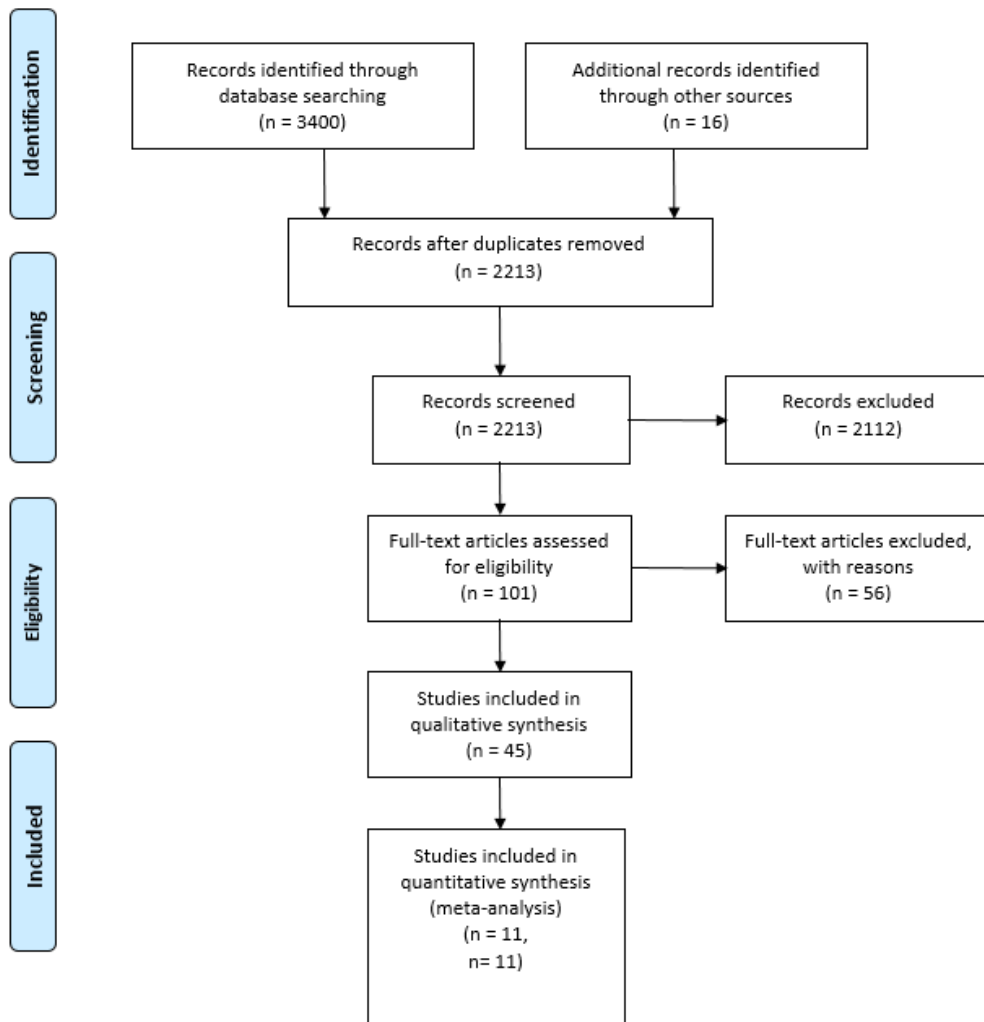 Identification
Records identified through
database searching
(n = 3400)
Additional records identified
through other sources
(n = 16)
Records after duplicates removed
(n = 2213)
Screening
Records screened
(n = 2213)
Records excluded
(n = 2112)
Eligibility
Full-text articles assessed
for eligibility
(n = 101)
Full-text articles excluded,
with reasons
(n = 56)
Studies included in
qualitative synthesis
(n = 45)
Included
Studies included in
quantitative synthesis
(meta-analysis)
(n = 11,
n= 11)